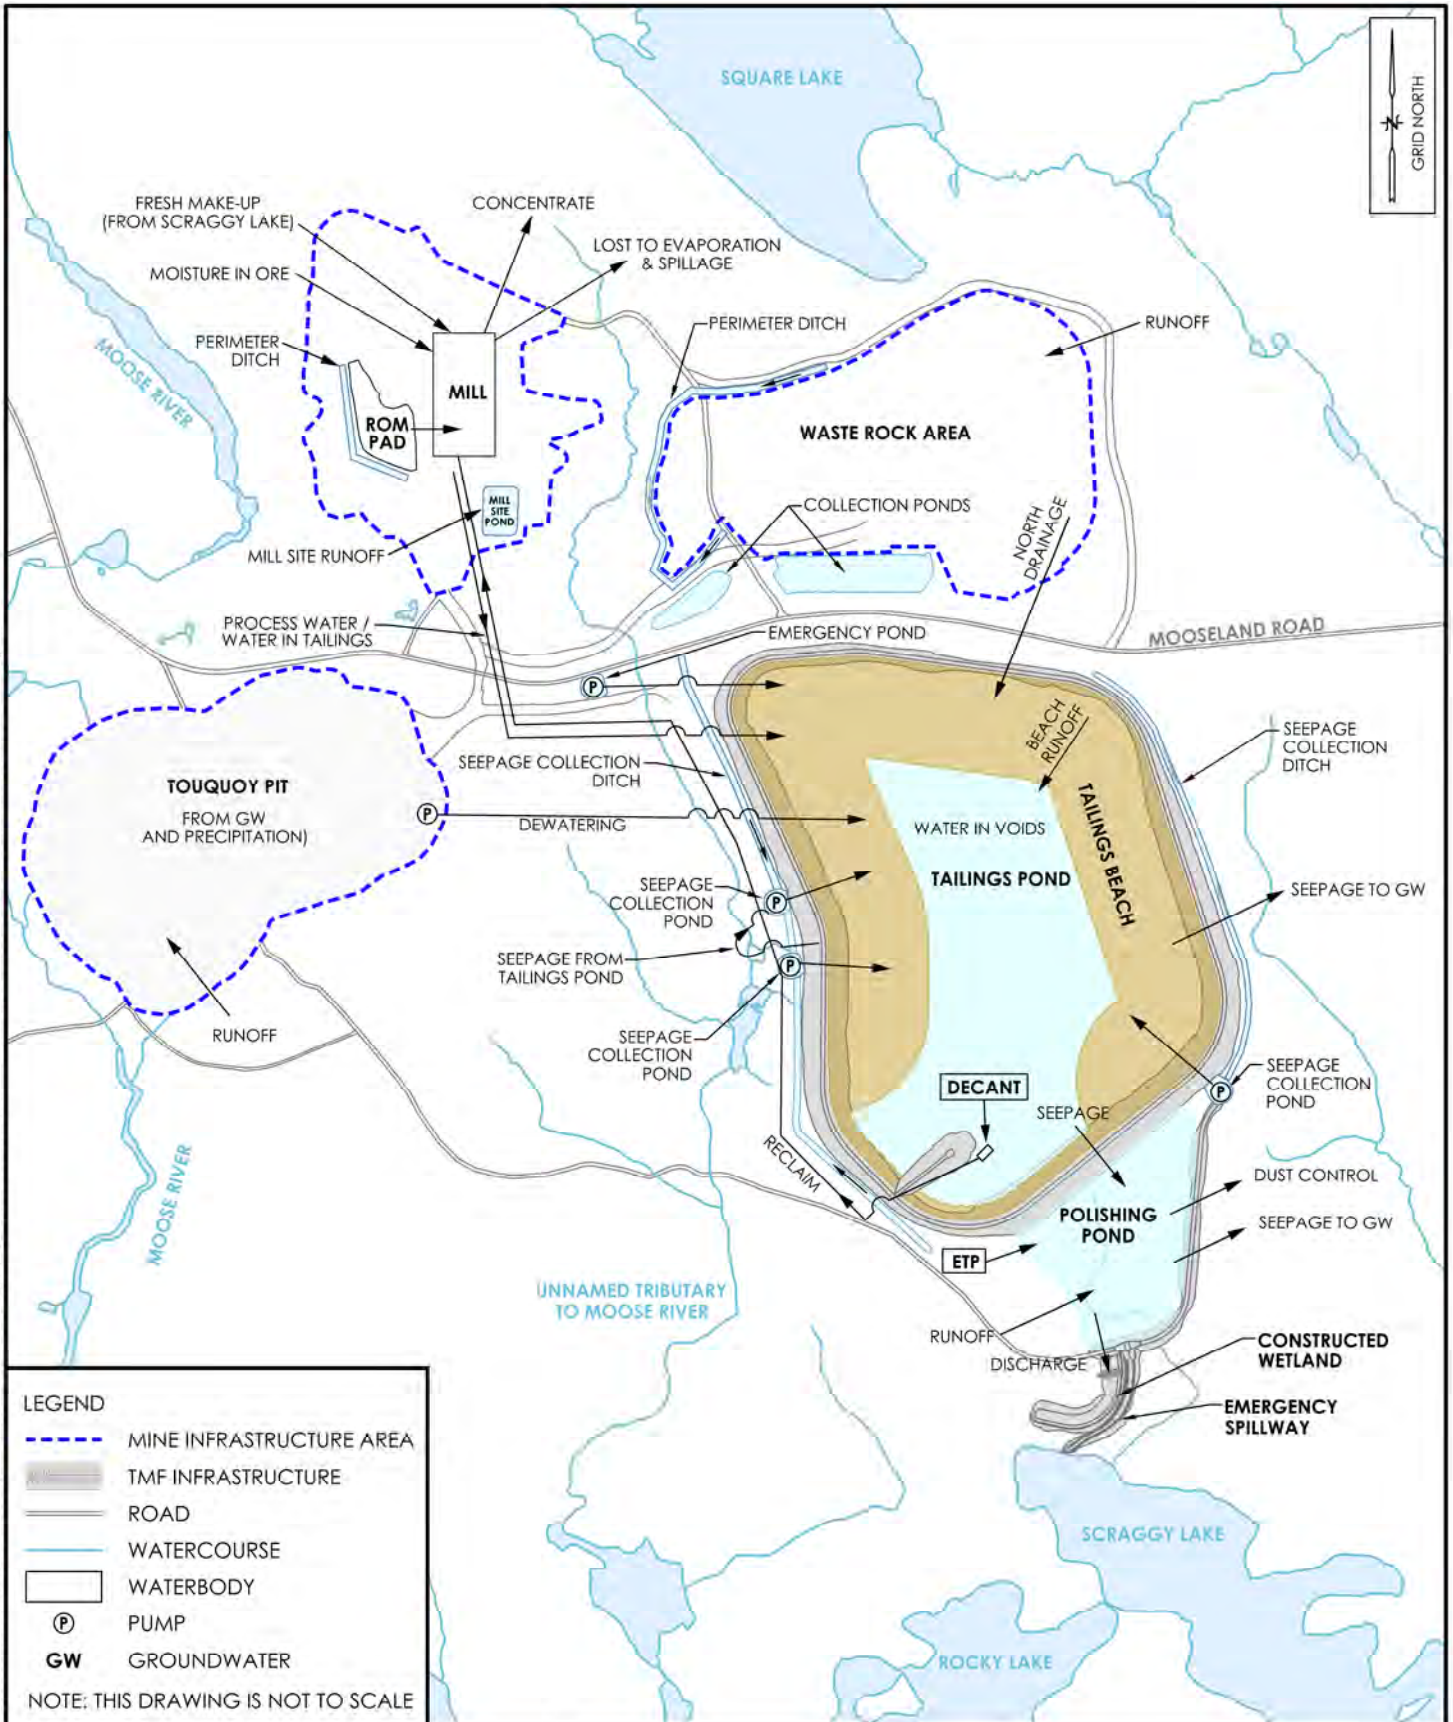 SQUARE LAKE
GRID NORTH
N
FRESH MAKE-UP
(FROM SCRAGGY LAKE)
CONCENTRATE
LOST TO EVAPORATION
& SPILLAGE
MOISTURE IN ORE
PERIMETER
DITCH
MOOSE RIVER
MILL
ROM
PAD
PERIMETER DITCH
RUNOFF
WASTE ROCK AREA
MILL
SITE
POND
COLLECTION PONDS
NORTH
DRAINAGE
MILL SITE RUNOFF
PROCESS WATER /
WATER IN TAILINGS
EMERGENCY POND
MOOSELAND ROAD
P
BEACH
RUNOFF
SEEPAGE
COLLECTION
DITCH
SEEPAGE COLLECTION
DITCH
TOUQUOY PIT
FROM GW
AND PRECIPITATION)
P
DEWATERING
WATER IN VOIDS
TAILINGS POND
TAILINGS BEACH
SEEPAGE
COLLECTION
POND
P
SEEPAGE TO GW
SEEPAGE FROM
TAILINGS POND
P
RUNOFF
SEEPAGE
COLLECTION
POND
DECANT
SEEPAGE
P
SEEPAGE
COLLECTION
POND
RECLAIM
DUST CONTROL
POLISHING
POND
SEEPAGE TO GW
ETP
MOOSE RIVER
UNNAMED TRIBUTARY
TO MOOSE RIVER
RUNOFF
DISCHARGE
CONSTRUCTED
WETLAND
EMERGENCY
SPILLWAY
SCRAGGY LAKE
ROCKY LAKE
LEGEND
MINE INFRASTRUCTURE AREA
TMF INFRASTRUCTURE
ROAD
WATERCOURSE
WATERBODY
P PUMP
GW GROUNDWATER
NOTE: THIS DRAWING IS NOT TO SCALE